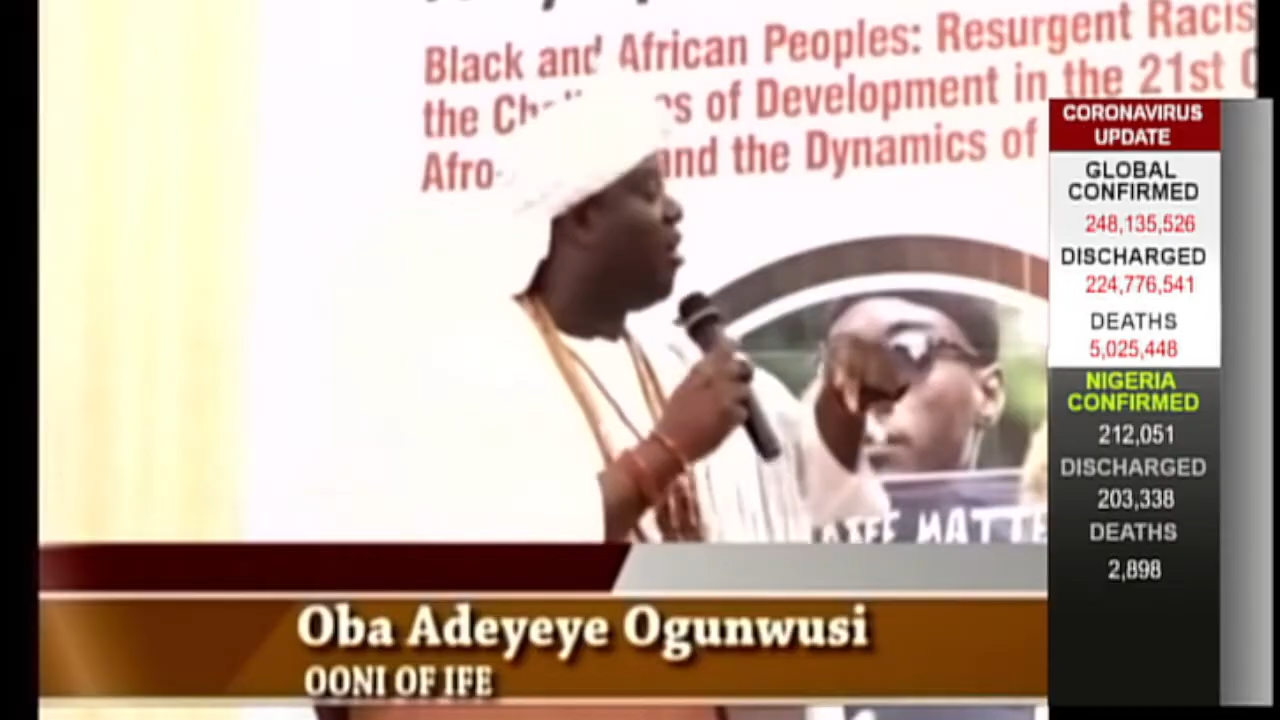 Black and African Peoples: Resurgent Racis
the of Development in the 21st
Afro- and the Dynamics of
CORONAVIRUS
UPDATE
GLOBAL
CONFIRMED
248,135,526
DISCHARGED
224,776,541
DEATHS
5,025,448
NIGERIA
CONFIRMED
212,051
DISCHARGED
203,338
DEATHS
2,898
MATTE
Oba Adeyeye Ogunwusi
OONI OF IFE